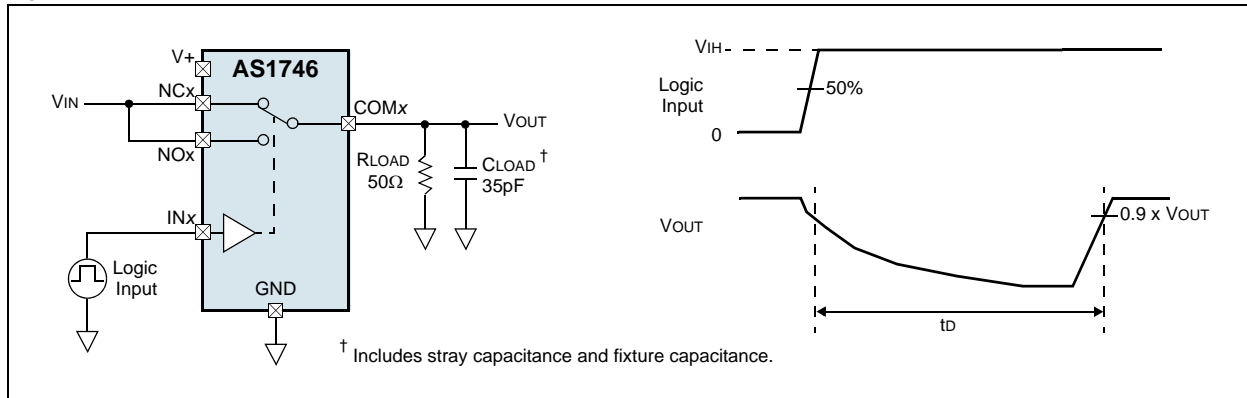 V+
AS1746
NCx
VIN
COMx
VOUT
NOx
RLOAD
50Ω
CLOAD †
35pF
INx
Logic
Input
GND
† Includes stray capacitance and fixture capacitance.
VIH
Logic
Input
50%
0
VOUT
0.9 x VOUT
tD